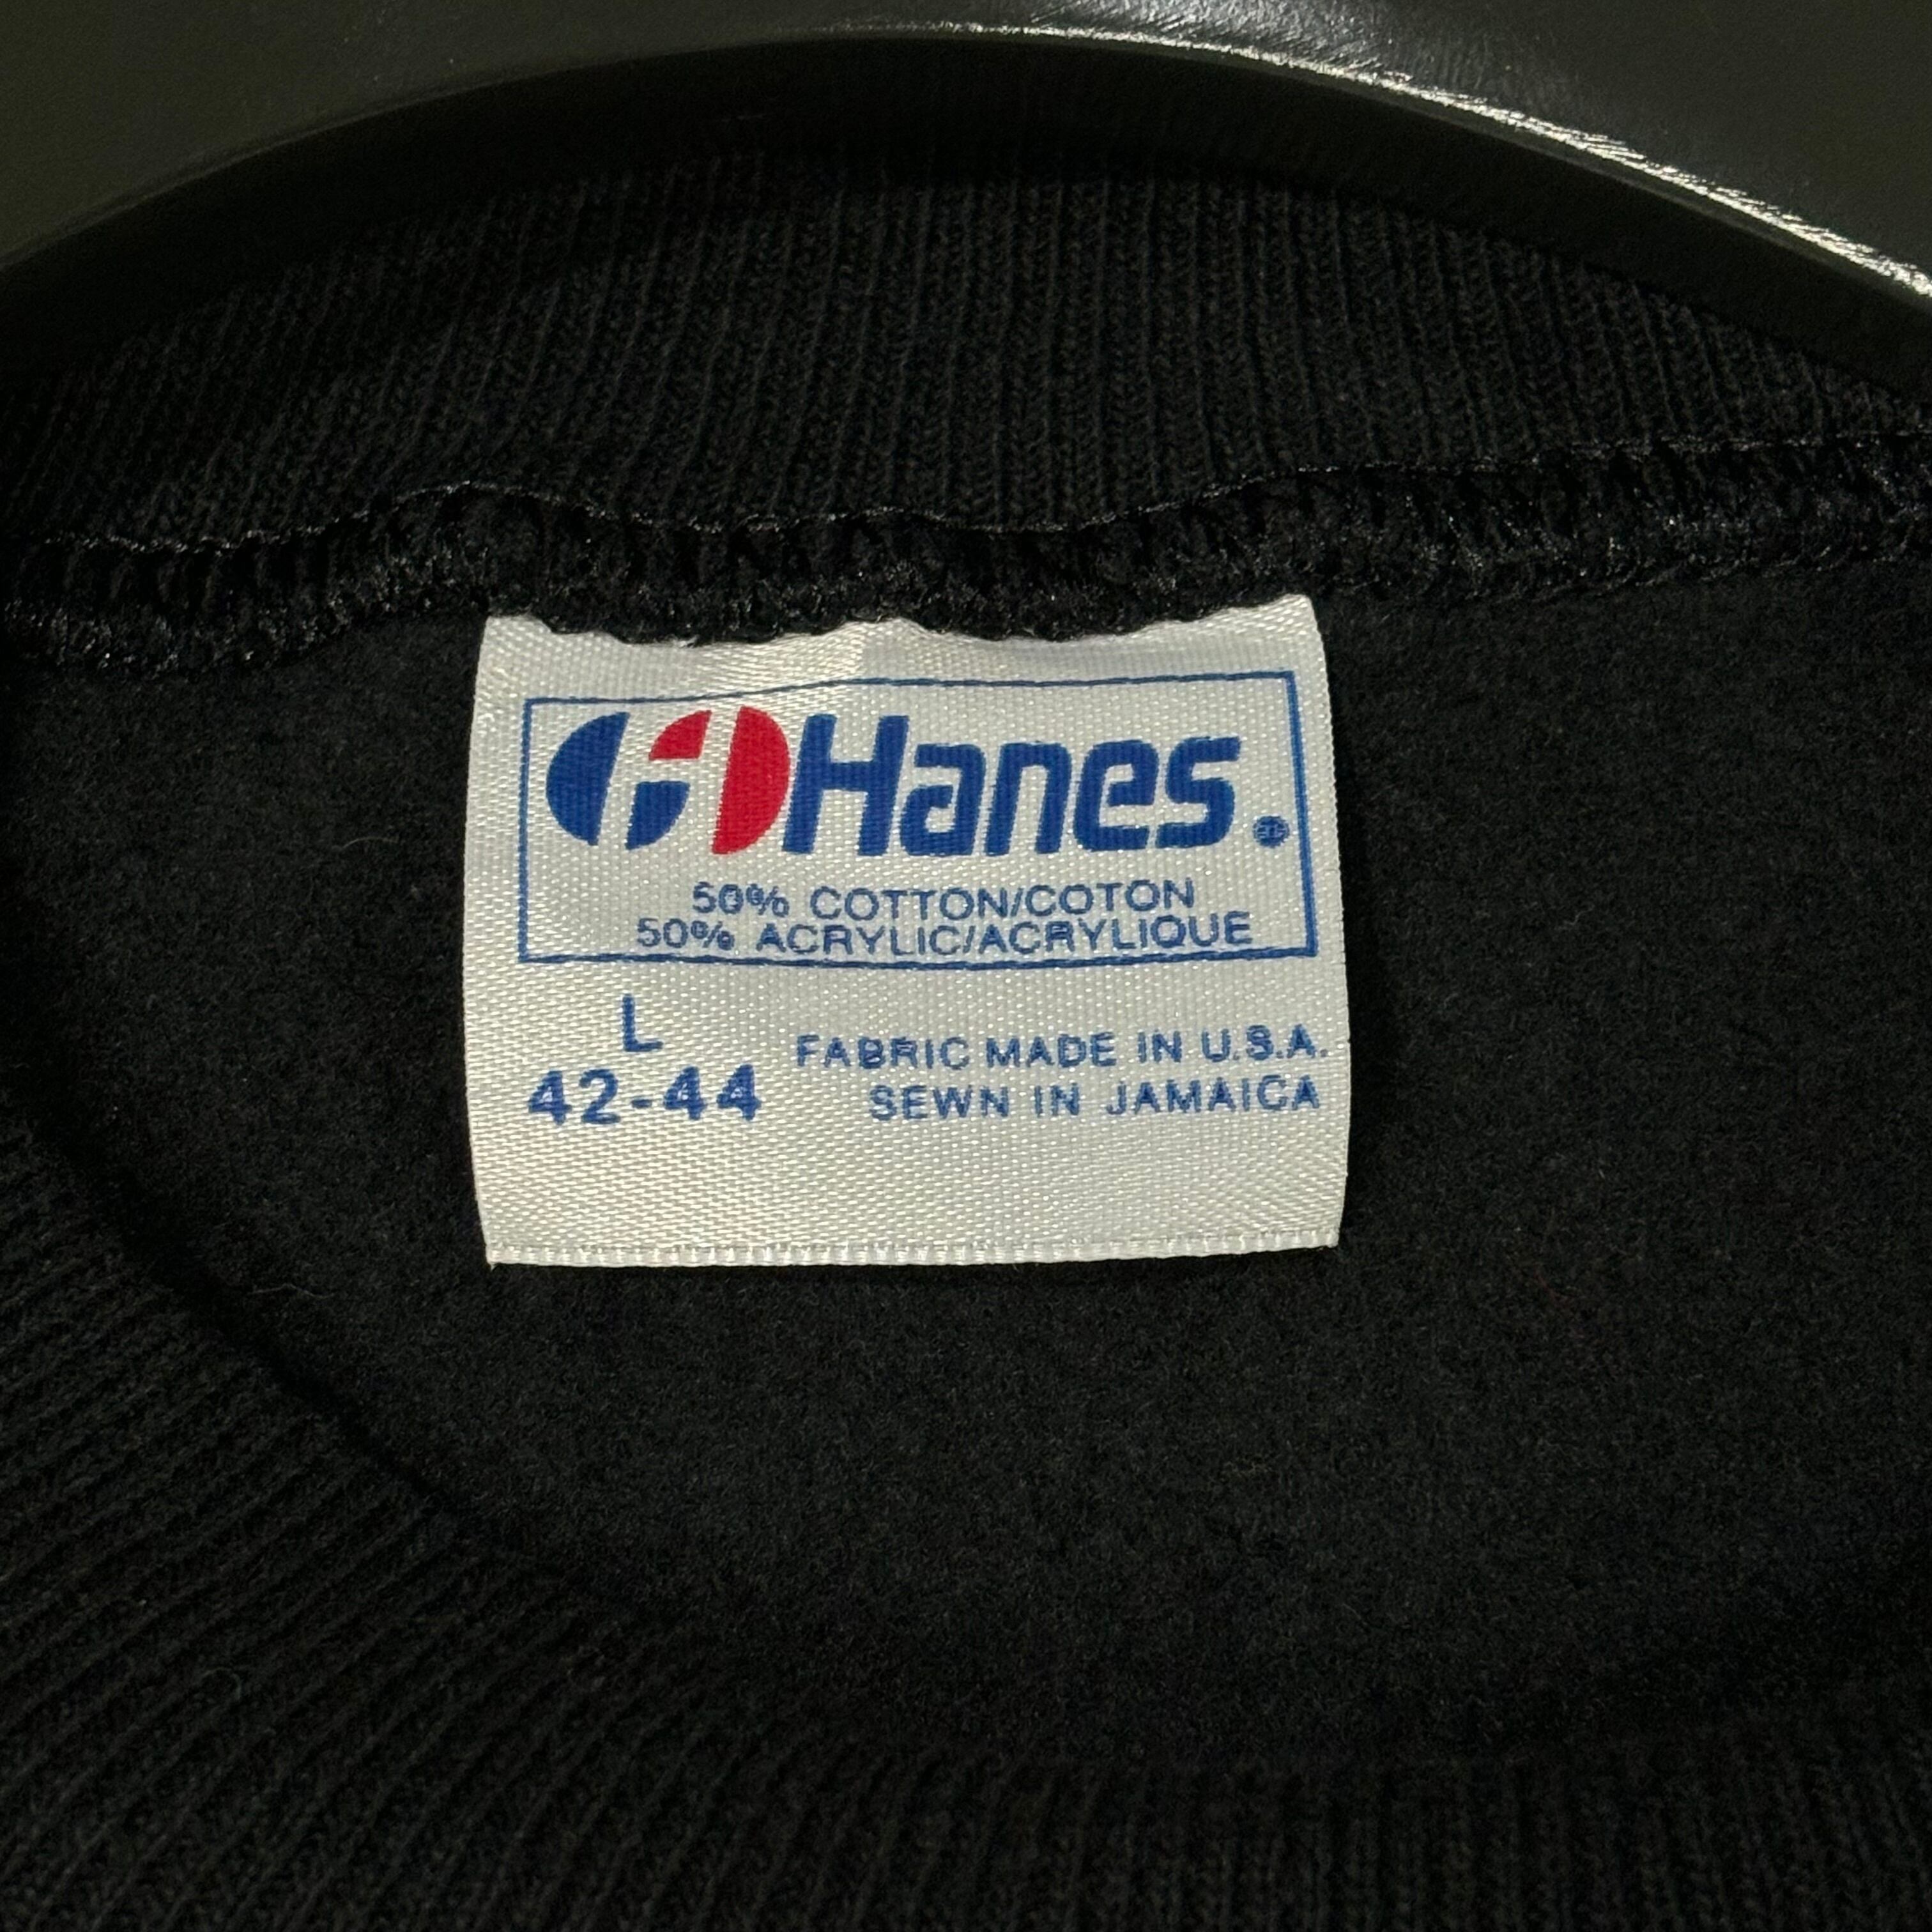 Hanes®
50% COTTON/COTON
50% ACRYLIC/ACRYLIQUE
L
42-44
FABRIC MADE IN U.S.A.
SEWN IN JAMAICA